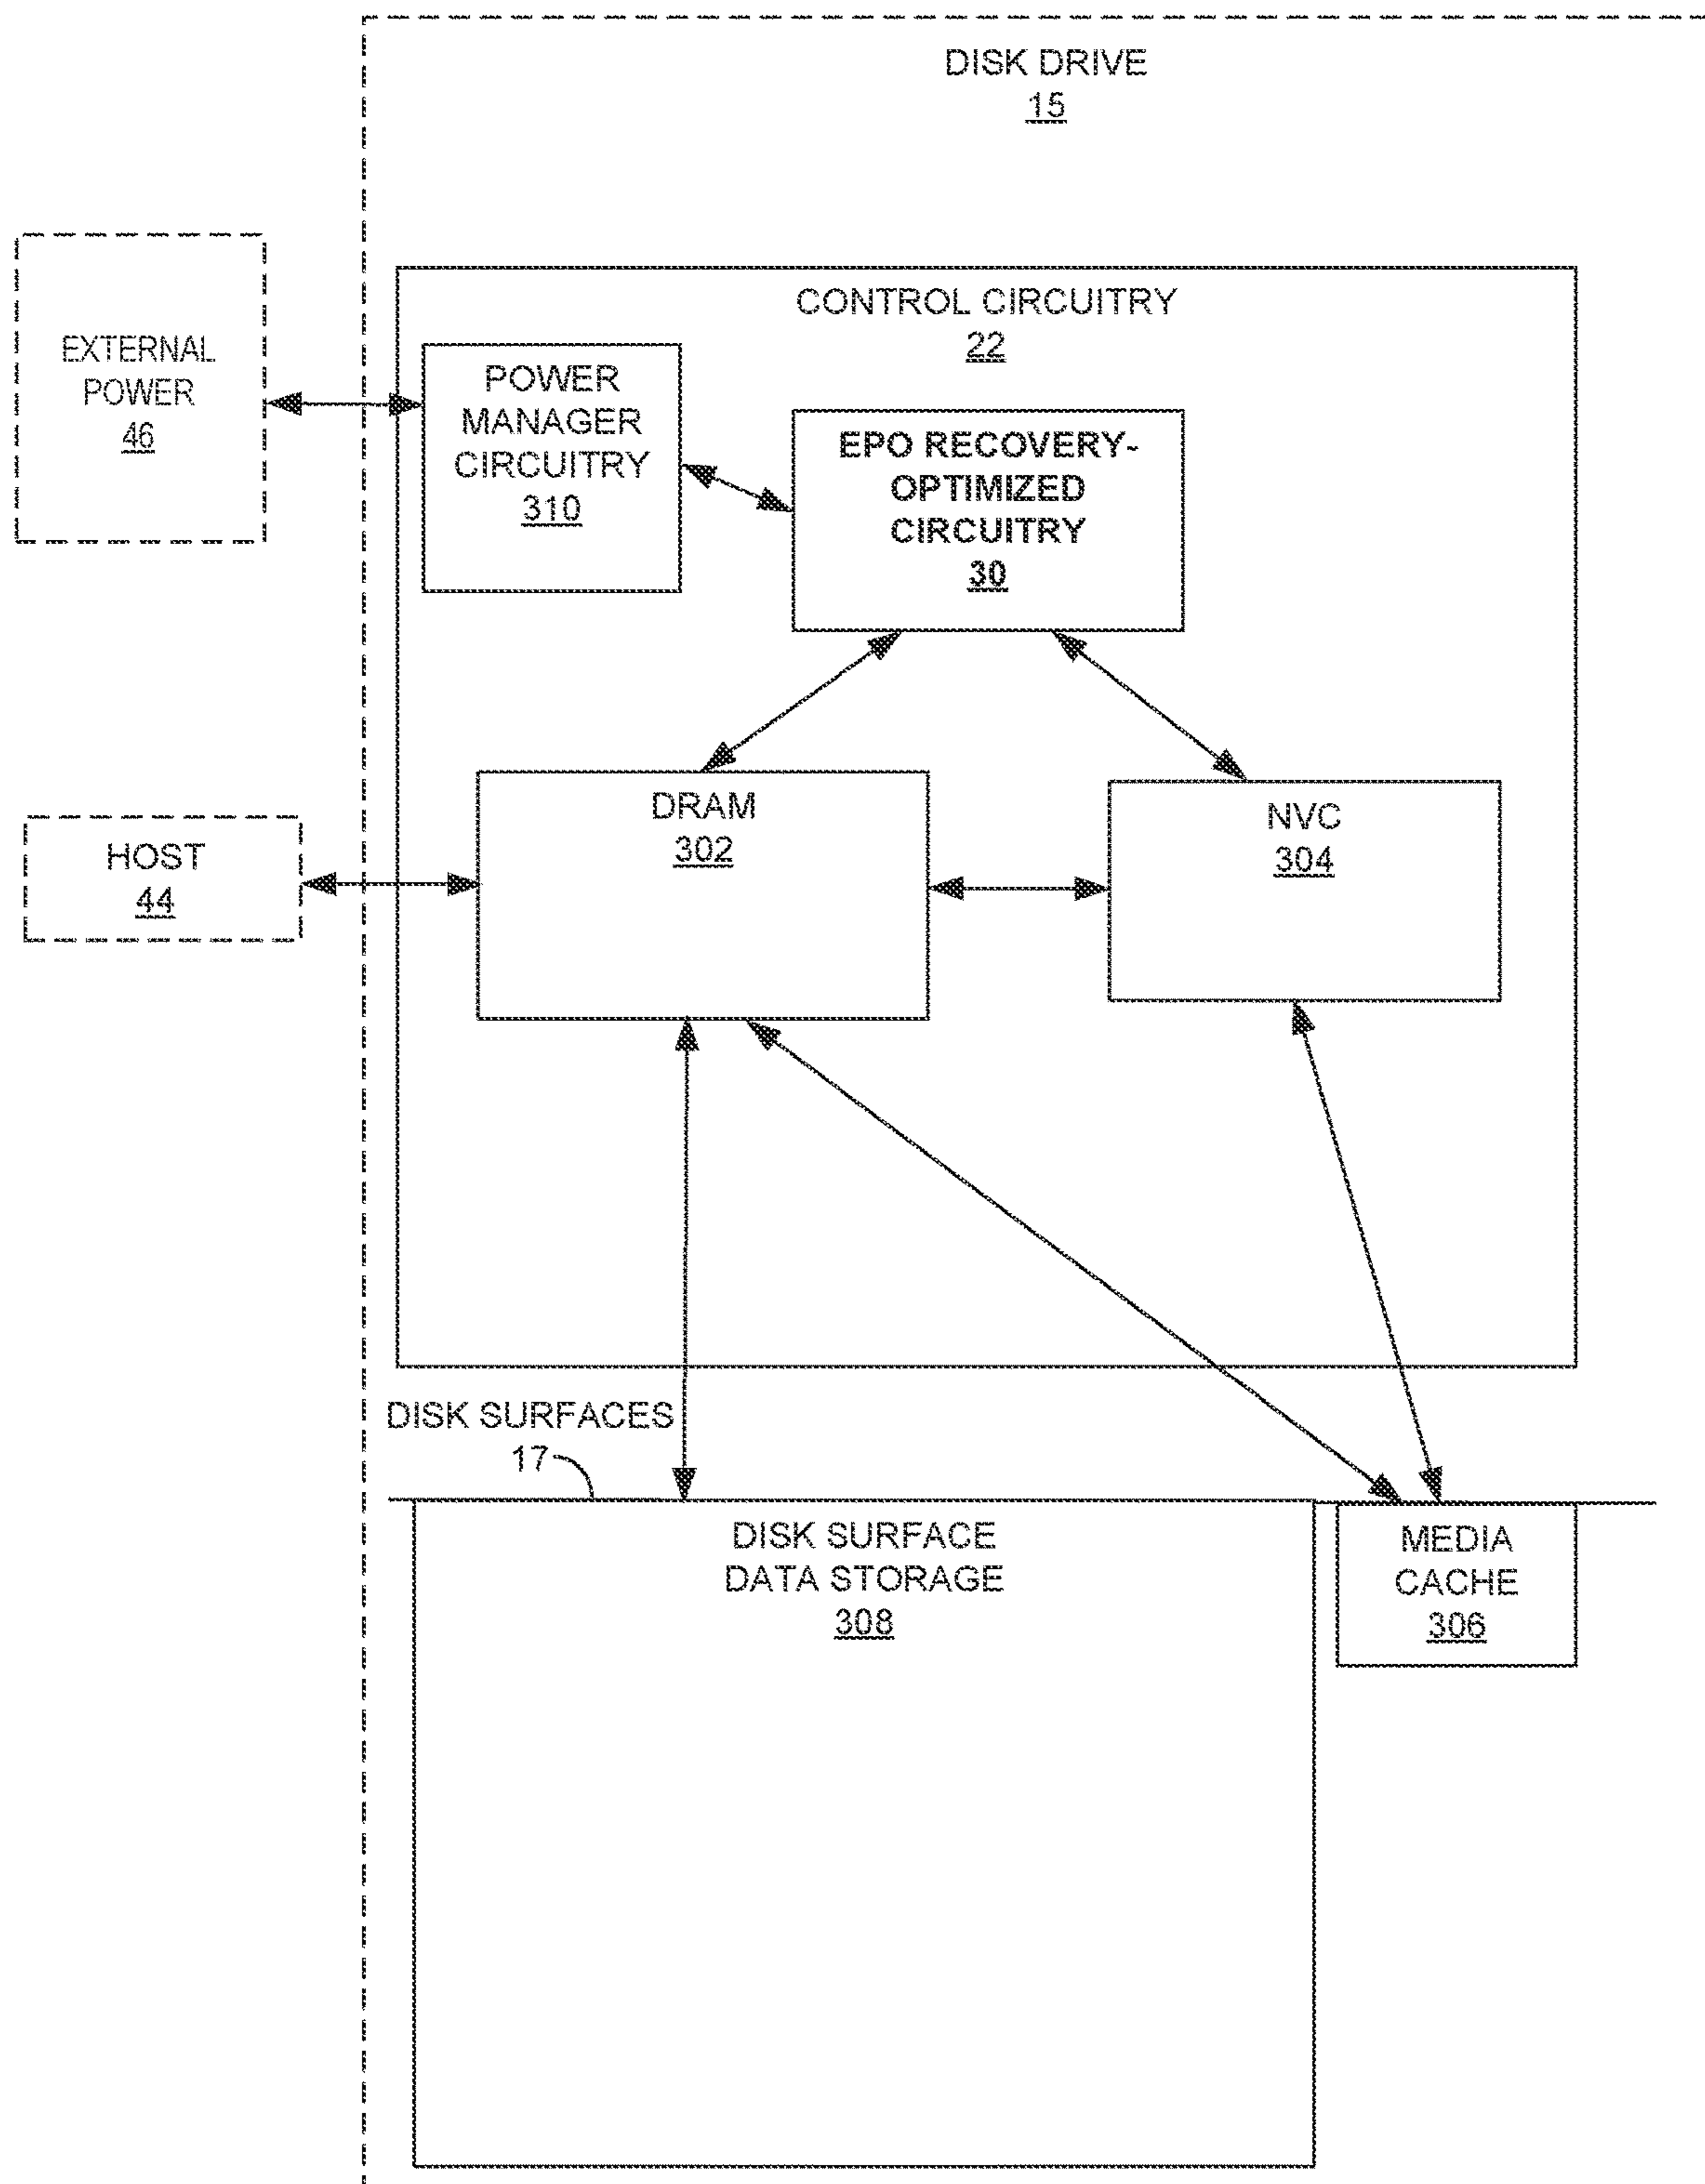 DISK DRIVE
15
EXTERNAL
POWER
46
CONTROL CIRCUITRY
22
POWER
MANAGER
CIRCUITRY
310
EPO RECOVERY-
OPTIMIZED
CIRCUITRY
30
HOST
44
DRAM
302
NVC
304
DISK SURFACES
17
DISK SURFACE
DATA STORAGE
308
MEDIA
CACHE
306